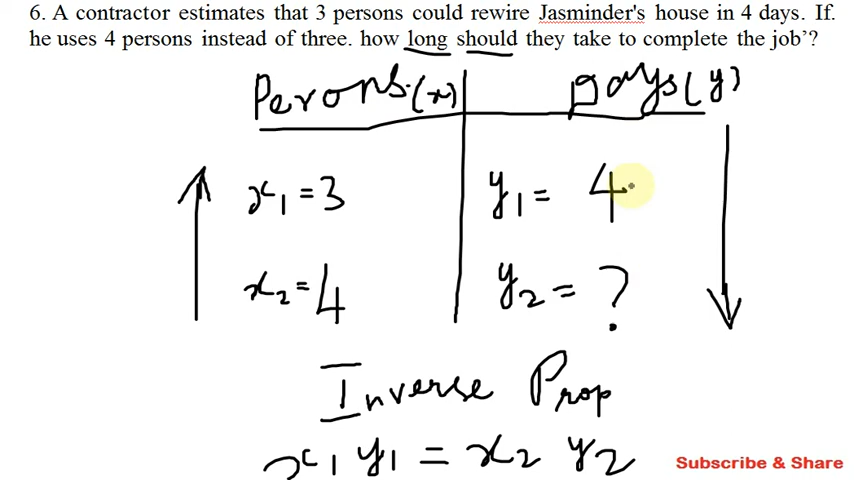 6. A contractor estimates that 3 persons could rewire Jasminder's house in 4 days. If.
he uses 4 persons instead of three. how long should they take to complete the job’?
Perons.(x) Days(y)
x1 = 3 y1 = 4
x2 = 4 y2 = ?
Inverse Prop
x1 y1 = x2 y2
Subscribe & Share